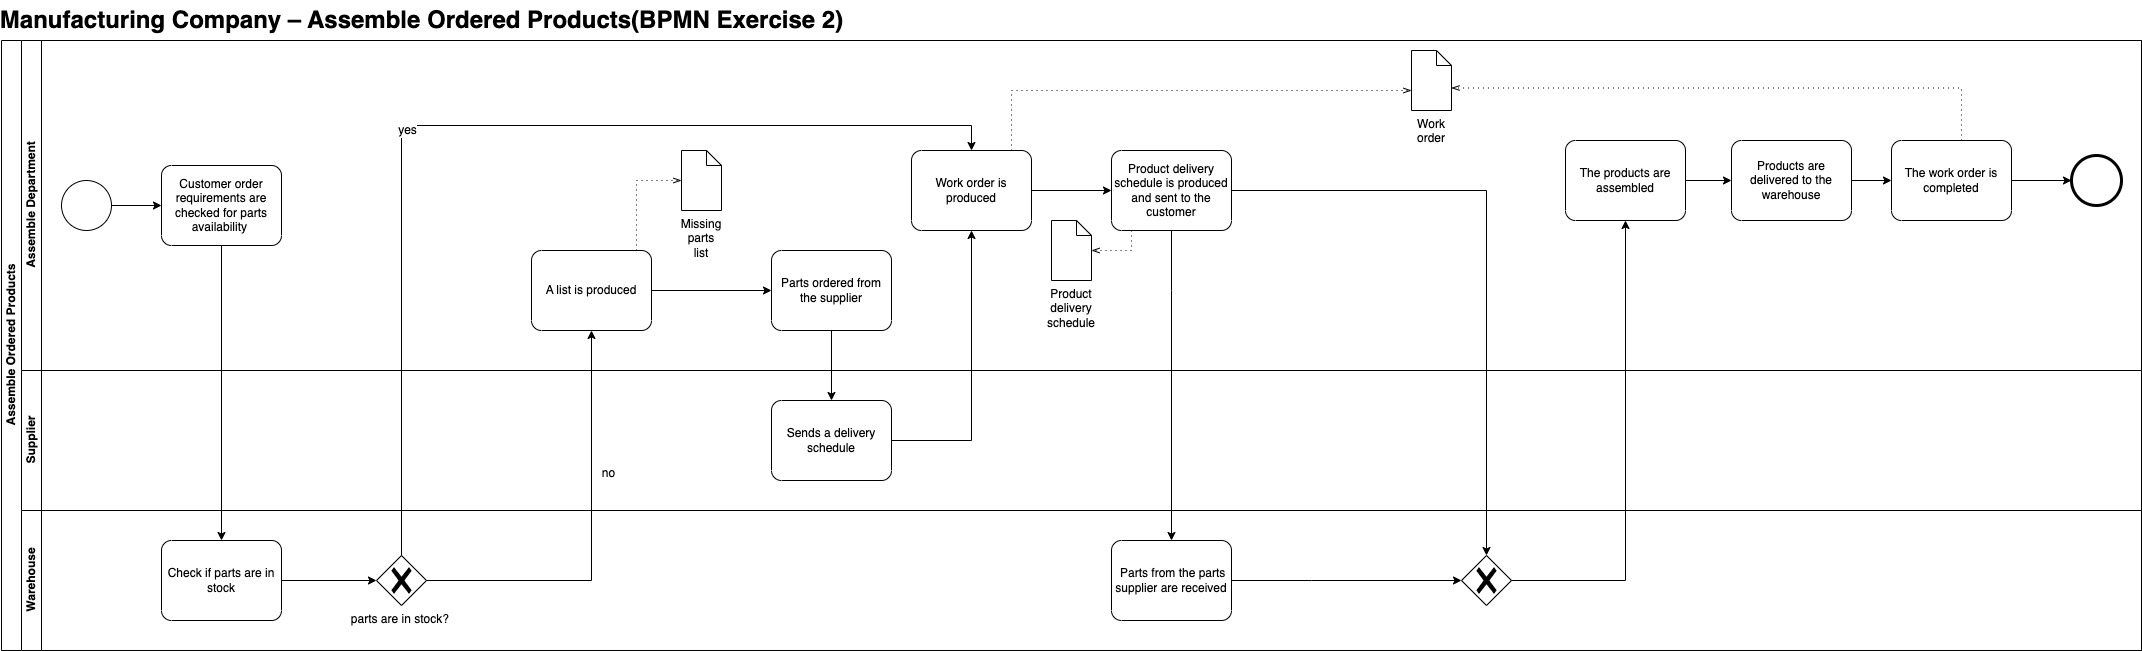 Manufacturing Company – Assemble Ordered Products(BPMN Exercise 2)
Assemble Ordered Products
Assemble Department
Customer order
requirements are
checked for parts
availability
yes
A list is produced
Missing
parts
list
Parts ordered from
the supplier
Work order is
produced
Product delivery
schedule is produced
and sent to the
customer
Product
delivery
schedule
Work
order
The products are
assembled
Products are
delivered to the
warehouse
The work order is
completed
Supplier
Sends a delivery
schedule
no
Warehouse
Check if parts are in
stock
parts are in stock?
Parts from the parts
supplier are received